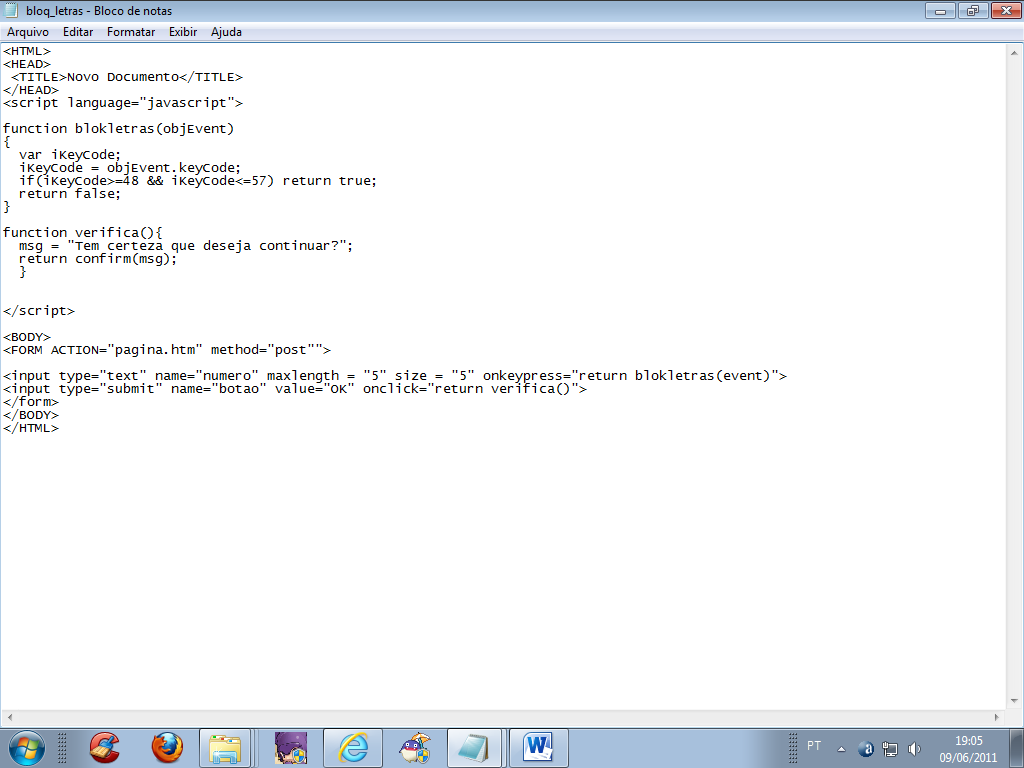 bloq_letras - Bloco de notas
Arquivo Editar Formatar Exibir Ajuda
<HTML>
<HEAD>
 <TITLE>Novo Documento</TITLE>
</HEAD>
<script language="javascript">
function blokletras(objEvent)
{
  var iKeyCode;
  iKeyCode = objEvent.keyCode;
  if(iKeyCode>=48 && iKeyCode<=57) return true;
  return false;
}
function verifica(){
  msg = "Tem certeza que deseja continuar?";
  return confirm(msg);
  }
</script>
<BODY>
<FORM ACTION="pagina.htm" method="post"">
<input type="text" name="numero" maxlength = "5" size = "5" onkeypress="return blokletras(event)">
<input type="submit" name="botao" value="OK" onclick="return verifica()">
</form>
</BODY>
</HTML>
PT
19:05
09/06/2011